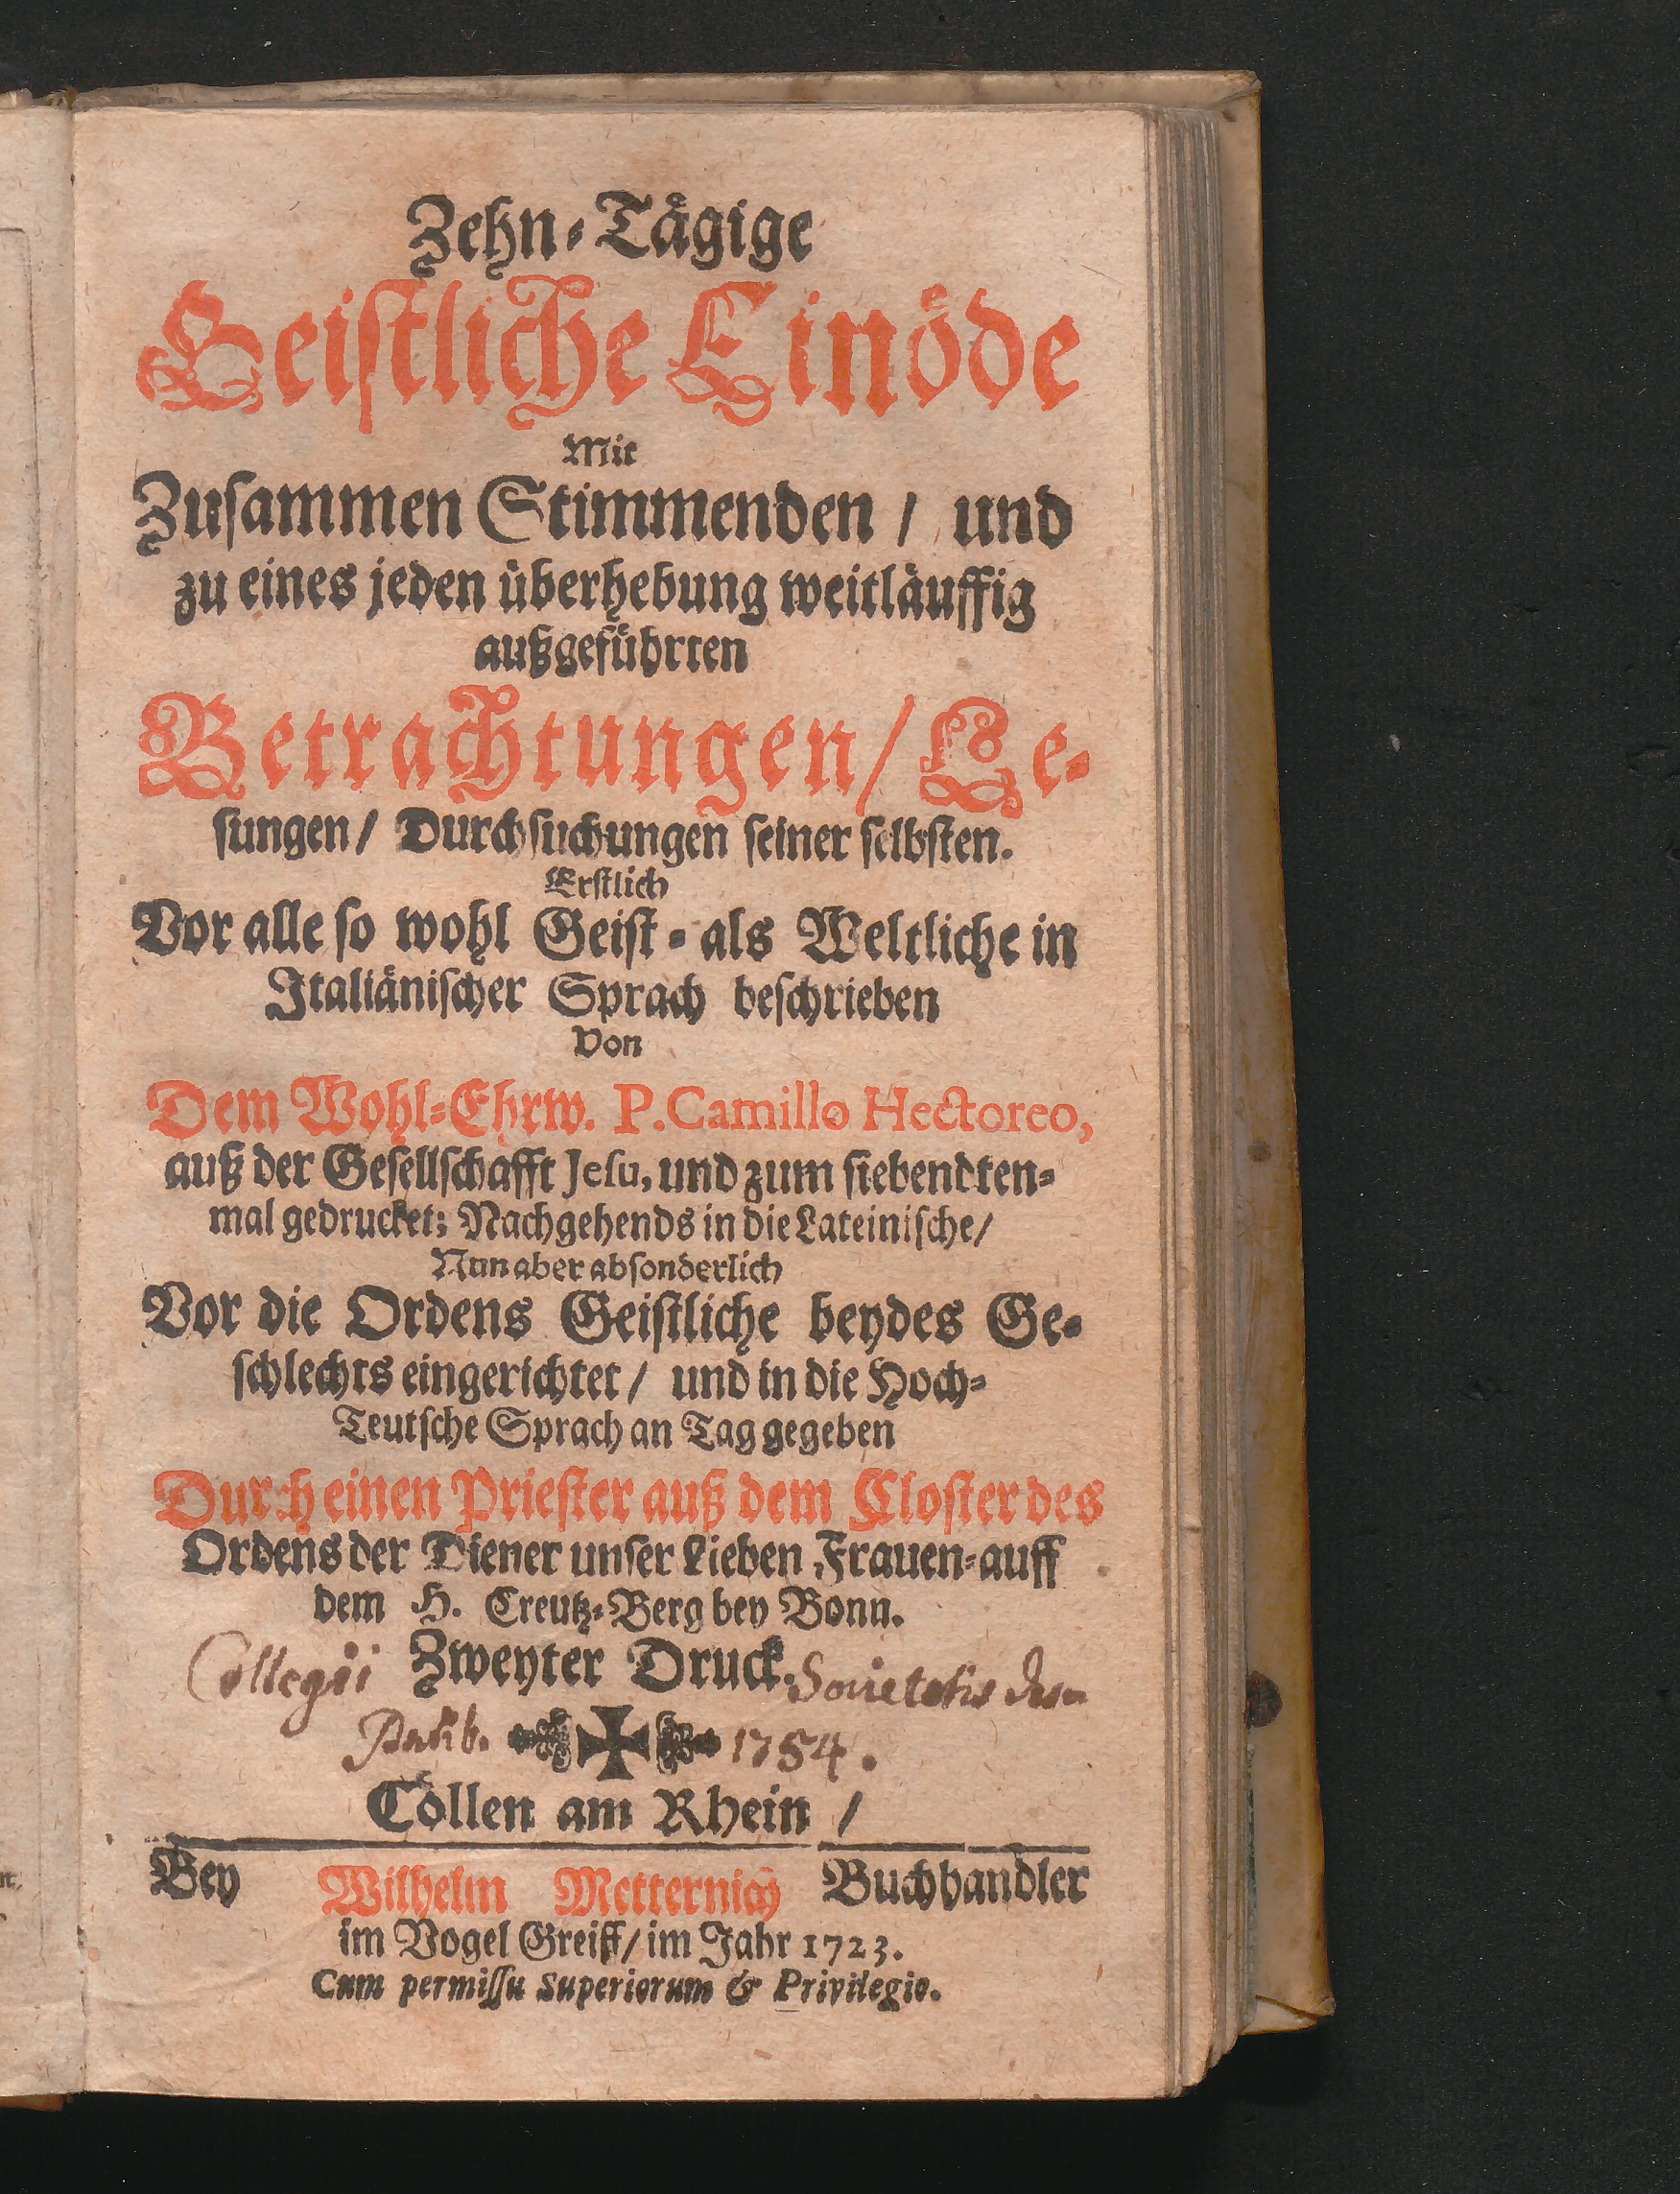 Zehn-Tägige
Geistliche Einöde
Mit
Zusammen Stimmenden / und
zu eines jeden überhebung weitläuffig
außgeführten
Betrachtungen / Le-
sungen / Durchsuchungen seiner selbsten.
Erstlich
Vor alle so wohl Geist- als Weltliche in
Italiänischer Sprach beschrieben
Von
Dem Wohl-Ehrw. P. Camillo Hectoreo,
auß der Gesellschafft Jesu, und zum siebendten-
mal gedrucket; Nachgehends in die Lateinische /
Nun aber absonderlich
Vor die Ordens Geistliche beydes Ge-
schlechts eingerichtet / und in die Hoch-
Teutsche Sprach an Tag gegeben
Durch einen Priester auß dem Closter des
Ordens der Diener unser Lieben Frauen-auff
dem H. Creutz-Berg bey Bonn.
Collegii Zweyter Druck. Societatis Jesu
1754.
Cöllen am Rhein /
Bey Wilhelm Metternich Buchhandler
im Vogel Greiff / im Jahr 1723.
Cum permissu Superiorum & Privilegio.